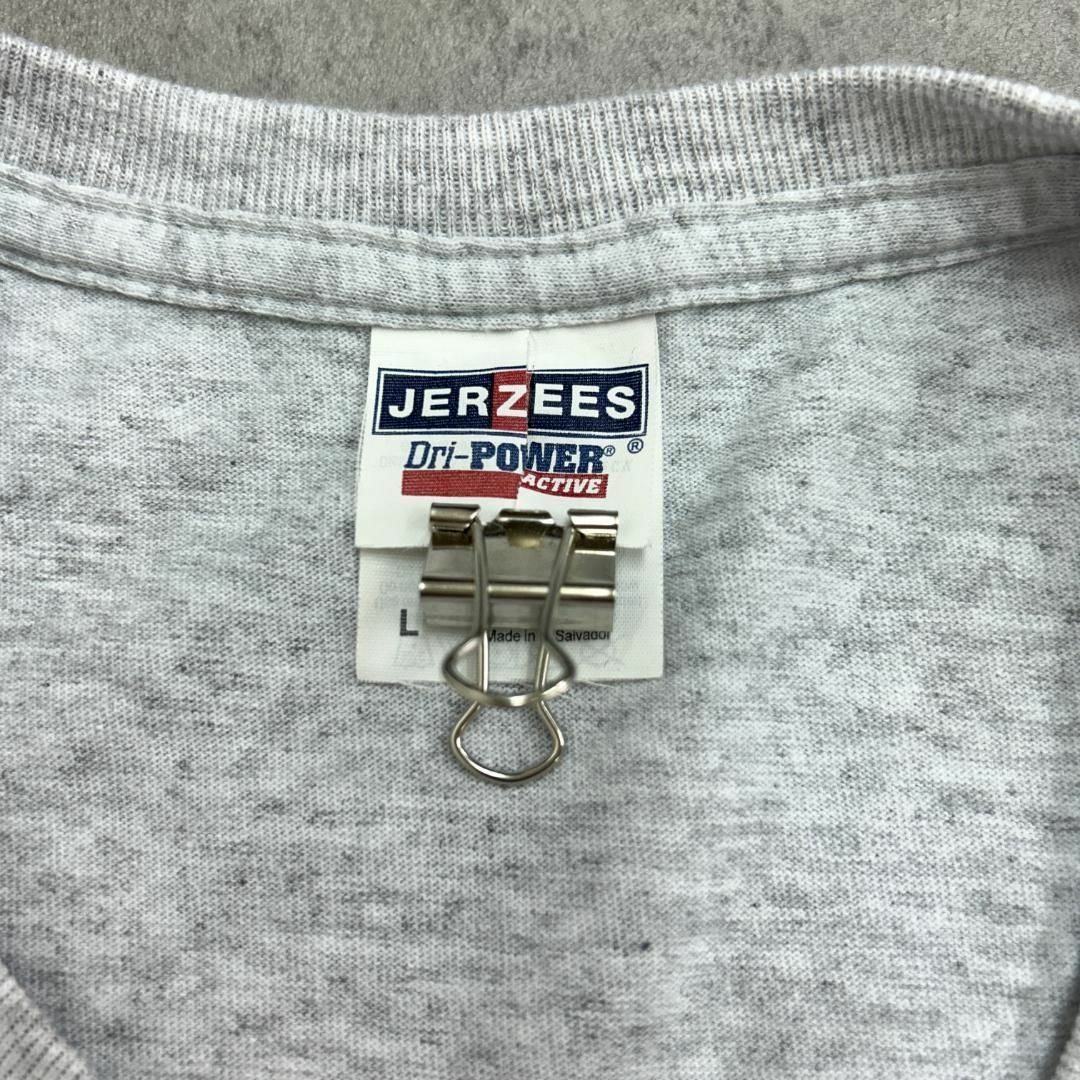 JERZEES
Dri-POWER® ®
ACTIVE
L
Made in Salvador